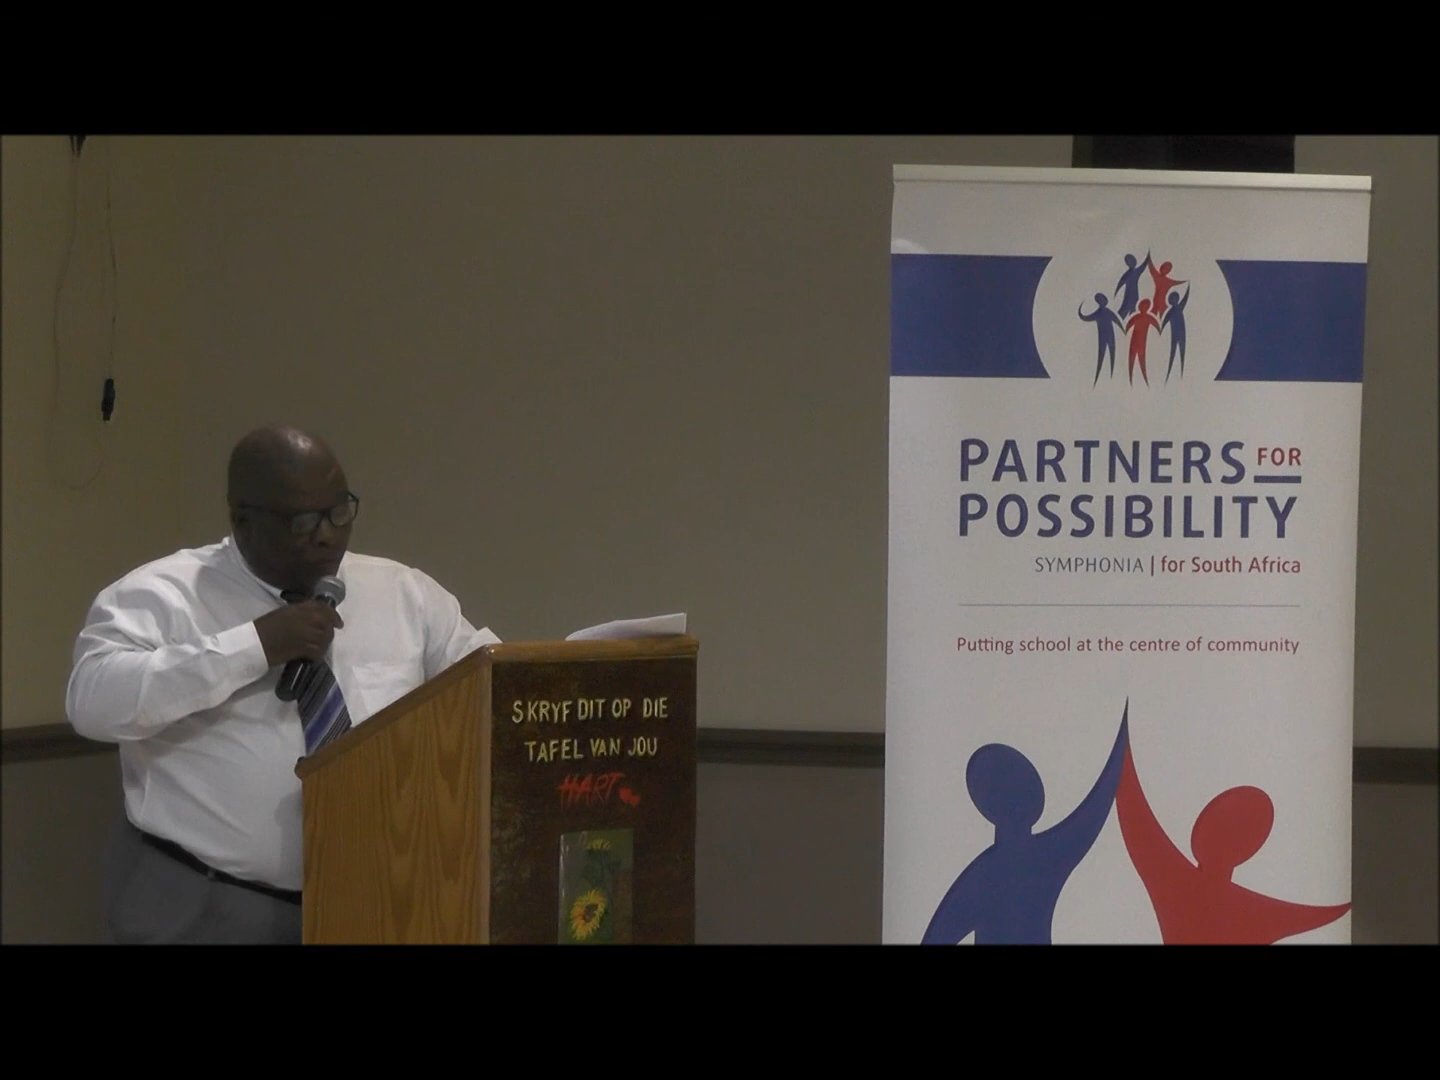 SKRYF DIT OP DIE
TAFEL VAN JOU
HART
PARTNERS FOR
POSSIBILITY
SYMPHONIA | for South Africa
Putting school at the centre of community